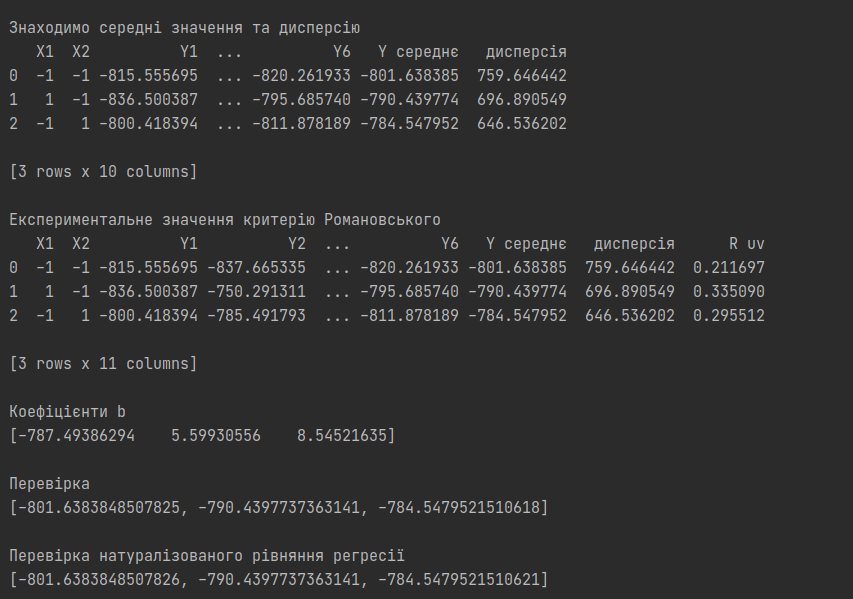 Знаходимо середні значення та дисперсію
X1 X2 Y1 ... Y6 Y середнє дисперсія
0 -1 -1 -815.555695 ... -820.261933 -801.638385 759.646442
1 1 -1 -836.500387 ... -795.685740 -790.439774 696.890549
2 -1 1 -800.418394 ... -811.878189 -784.547952 646.536202
[3 rows x 10 columns]
Експериментальне значення критерію Романовського
X1 X2 Y1 Y2 ... Y6 Y середнє дисперсія R uv
0 -1 -1 -815.555695 -837.665335 ... -820.261933 -801.638385 759.646442 0.211697
1 1 -1 -836.500387 -750.291311 ... -795.685740 -790.439774 696.890549 0.335090
2 -1 1 -800.418394 -785.491793 ... -811.878189 -784.547952 646.536202 0.295512
[3 rows x 11 columns]
Коефіцієнти b
[-787.49386294 5.59930556 8.54521635]
Перевірка
[-801.6383848507825, -790.4397737363141, -784.5479521510618]
Перевірка натуралізованого рівняння регресії
[-801.6383848507826, -790.4397737363141, -784.5479521510621]